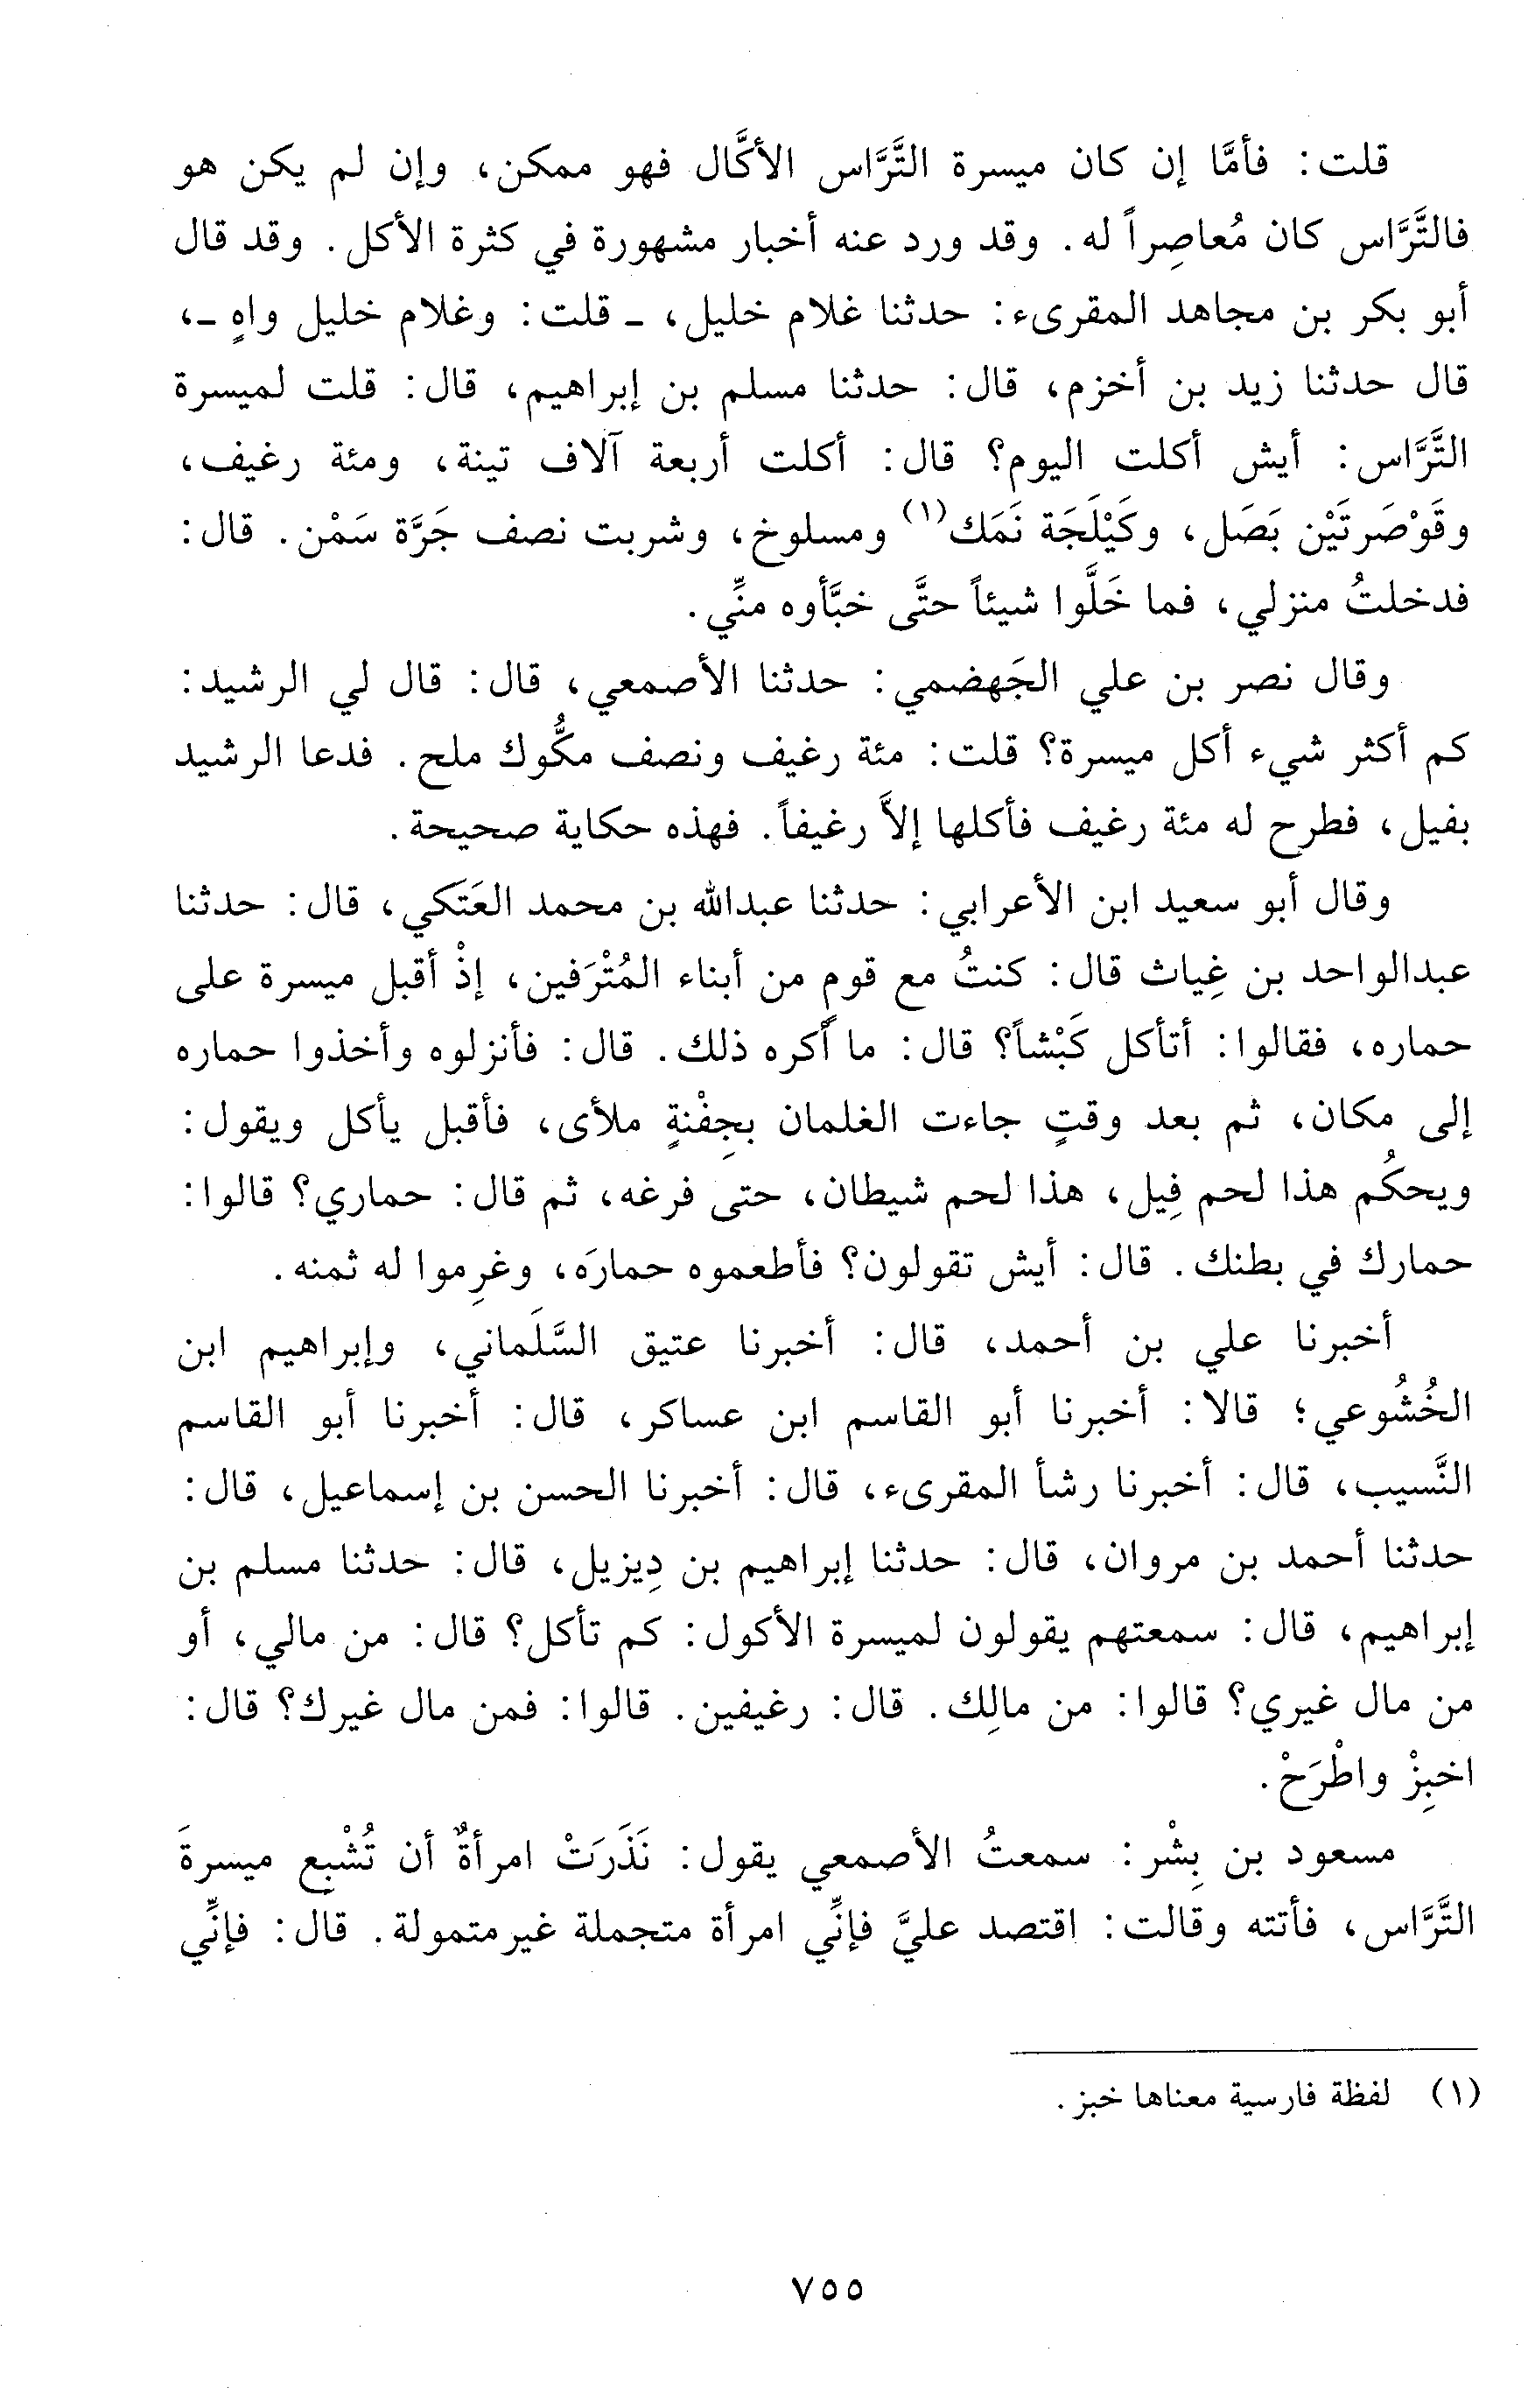 قلت: فأمَّا إن كان ميسرة التَّرَّاس الأكَّال فهو ممكن، وإن لم يكن هو
فالتَّرَّاس كان مُعاصِراً له. وقد ورد عنه أخبار مشهورة في كثرة الأكل. وقد قال
أبو بكر بن مجاهد المقرىء: حدثنا غلام خليل، ـ قلت: وغلام خليل واهٍ ـ،
قال حدثنا زيد بن أخزم، قال: حدثنا مسلم بن إبراهيم، قال: قلت لميسرة
التَّرَّاس: أيش أكلت اليوم؟ قال: أكلت أربعة آلاف تينة، ومئة رغيف،
وقَوْصَرتَيْن بَصَل، وكَيْلَجَة نَمَك(١) ومسلوخ، وشربت نصف جَرَّة سَمْن. قال:
فدخلتُ منزلي، فما خَلَّوا شيئاً حتَّى خبَّأوه منِّي.
وقال نصر بن علي الجَهضمي: حدثنا الأصمعي، قال: قال لي الرشيد:
كم أكثر شيء أكل ميسرة؟ قلت: مئة رغيف ونصف مكُّوك ملح. فدعا الرشيد
بفيل، فطرح له مئة رغيف فأكلها إلاَّ رغيفاً. فهذه حكاية صحيحة.
وقال أبو سعيد ابن الأعرابي: حدثنا عبدالله بن محمد العَتَكي، قال: حدثنا
عبدالواحد بن غِياث قال: كنتُ مع قومٍ من أبناء المُتْرَفين، إذْ أقبل ميسرة على
حماره، فقالوا: أتأكل كَبْشاً؟ قال: ما أكره ذلك. قال: فأنزلوه وأخذوا حماره
إلى مكان، ثم بعد وقتٍ جاءت الغلمان بجِفْنةٍ ملأى، فأقبل يأكل ويقول:
ويحكُم هذا لحم فِيل، هذا لحم شيطان، حتى فرغه، ثم قال: حماري؟ قالوا:
حمارك في بطنك. قال: أيش تقولون؟ فأطعموه حمارَه، وغرِموا له ثمنه.
أخبرنا علي بن أحمد، قال: أخبرنا عتيق السَّلَماني، وإبراهيم ابن
الخُشُوعي؛ قالا: أخبرنا أبو القاسم ابن عساكر، قال: أخبرنا أبو القاسم
النَّسيب، قال: أخبرنا رشأ المقرىء، قال: أخبرنا الحسن بن إسماعيل، قال:
حدثنا أحمد بن مروان، قال: حدثنا إبراهيم بن دِيزيل، قال: حدثنا مسلم بن
إبراهيم، قال: سمعتهم يقولون لميسرة الأكول: كم تأكل؟ قال: من مالي، أو
من مال غيري؟ قالوا: من مالِك. قال: رغيفين. قالوا: فمن مال غيرك؟ قال:
اخبِزْ واطْرَحْ.
مسعود بن بِشْر: سمعتُ الأصمعي يقول: نَذَرَتْ امرأةٌ أن تُشْبِع ميسرةَ
التَّرَّاس، فأتته وقالت: اقتصد عليَّ فإنِّي امرأة متجملة غير متمولة. قال: فإنِّي
(١) لفظة فارسية معناها خبز.
٧٥٥